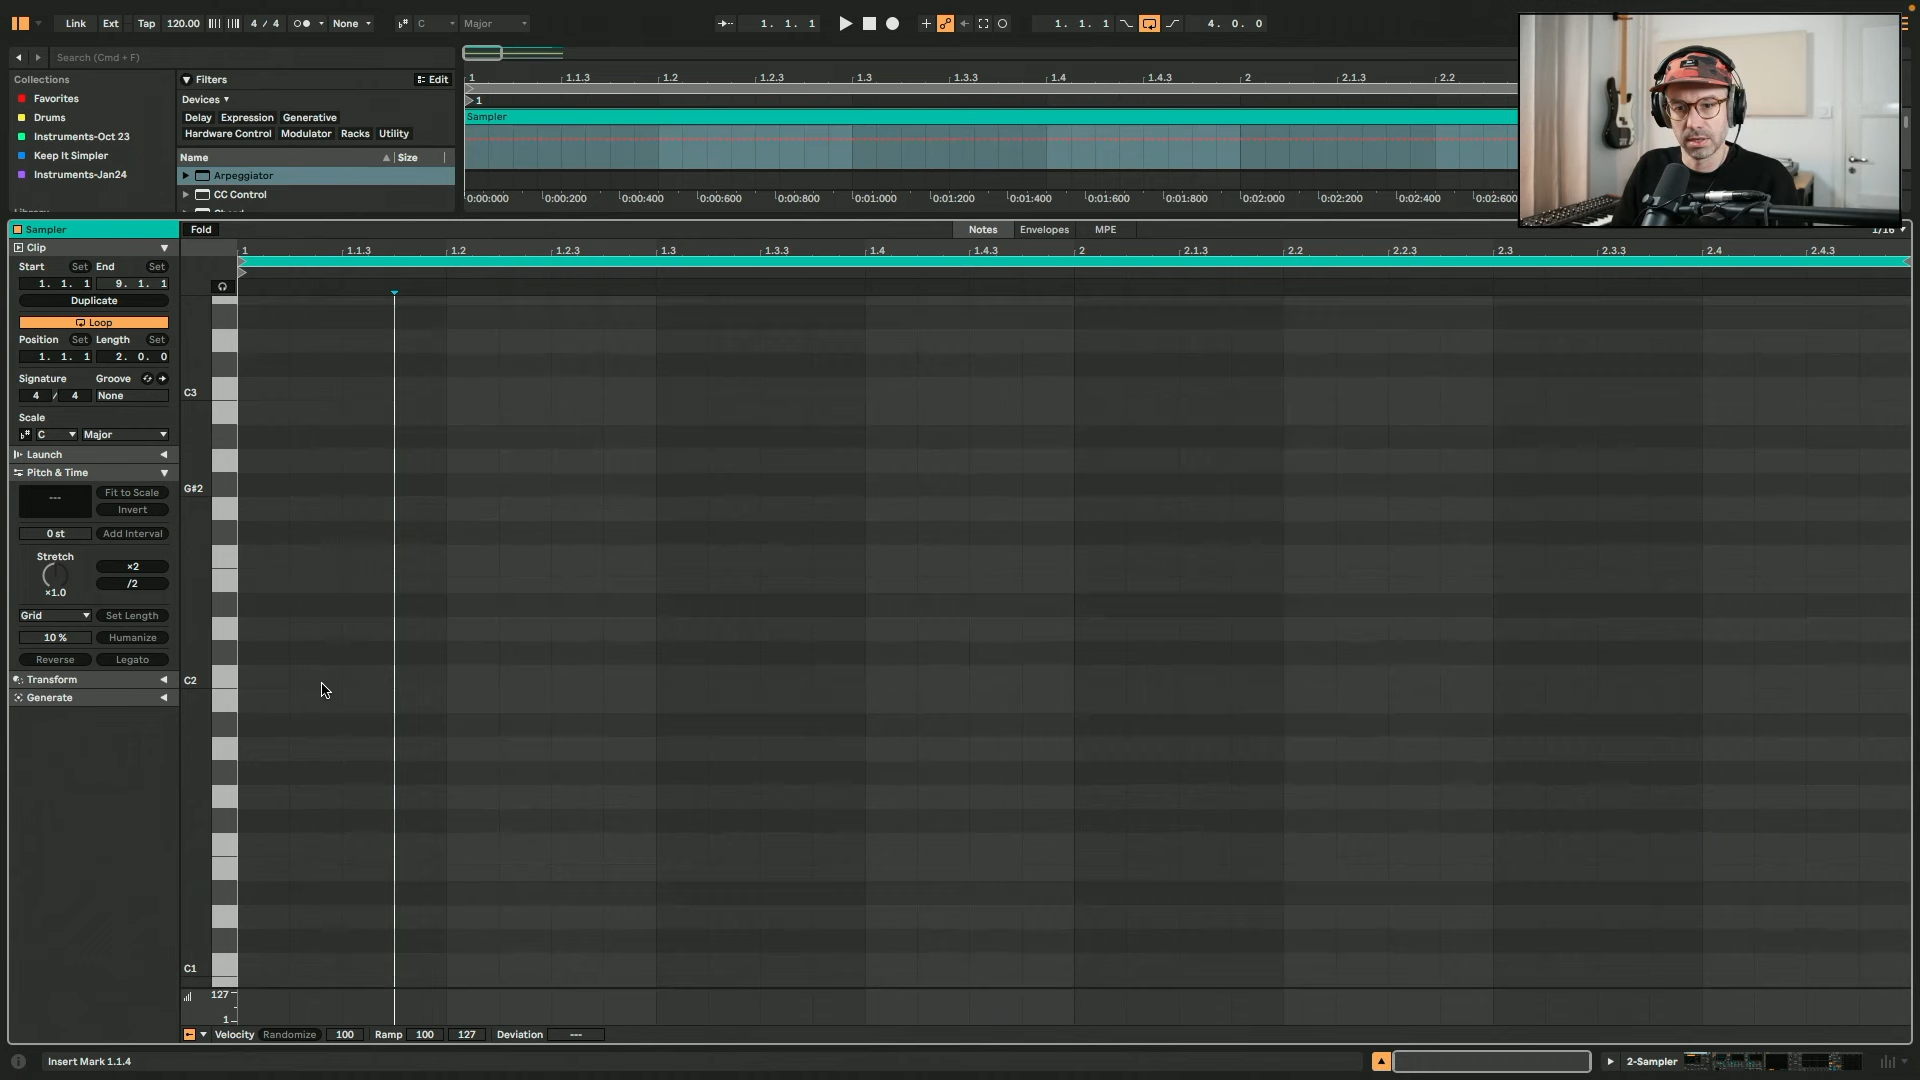 Link Ext Tap 120.00 4 / 4 None C Major 1. 1. 1 1. 1. 1 4. 0. 0
Search (Cmd + F)
Collections
Favorites
Drums
Instruments-Oct 23
Keep It Simpler
Instruments-Jan24
Filters Edit
Devices
Delay Expression Generative
Hardware Control Modulator Racks Utility
Name Size
Arpeggiator
CC Control
1 1.1.3 1.2 1.2.3 1.3 1.3.3 1.4 1.4.3 2 2.1.3 2.2
1
Sampler
0:00:000 0:00:200 0:00:400 0:00:600 0:00:800 0:01:000 0:01:200 0:01:400 0:01:600 0:01:800 0:02:000 0:02:200 0:02:400 0:02:600
Sampler
Clip
Start Set End Set
1. 1. 1 9. 1. 1
Duplicate
Loop
Position Set Length Set
1. 1. 1 2. 0. 0
Signature Groove
4 / 4 None
Scale
C Major
Launch
Pitch & Time
--- Fit to Scale
Invert
0 st Add Interval
Stretch
×2
/2
×1.0
Grid Set Length
10 % Humanize
Reverse Legato
Transform
Generate
Fold Notes Envelopes MPE 1/16
1 1.1.3 1.2 1.2.3 1.3 1.3.3 1.4 1.4.3 2 2.1.3 2.2 2.2.3 2.3 2.3.3 2.4 2.4.3
C3
G#2
C2
C1
127
1
Velocity Randomize 100 Ramp 100 127 Deviation ---
Insert Mark 1.1.4
2-Sampler